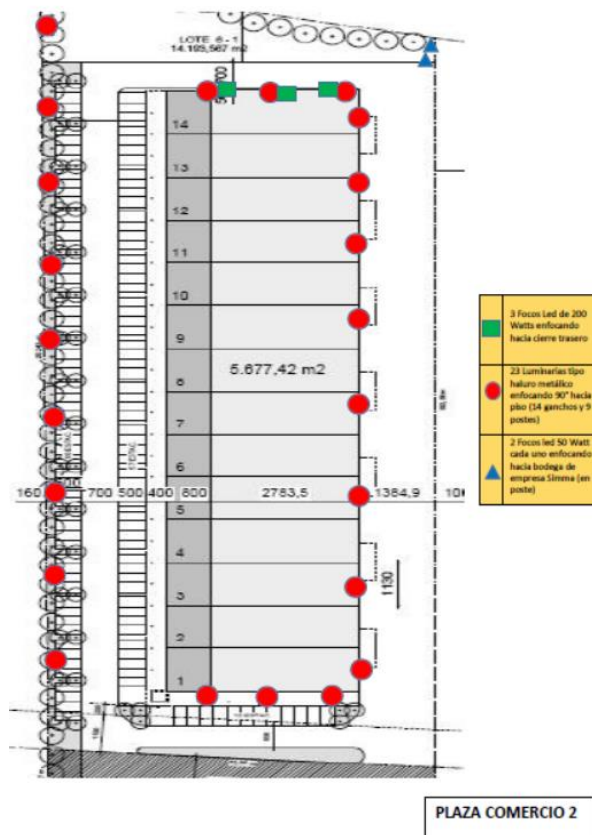 LOTE 6-1
14.193,567 m2
14
13
12
11
10
9
8
7
6
5
4
3
2
1
5.677,42 m2
160
700 500 400 600 2783,5 1384,9
1130
3 Focos Led de 200
Watts enfocando
hacia cierre trasero
23 Luminarias tipo
haluro metálico
enfocando 90° hacia
piso (14 ganchos y 9
postes)
2 Focos led 50 Watt
cada uno enfocando
hacia bodega de
empresa Simma (en
poste)
PLAZA COMERCIO 2